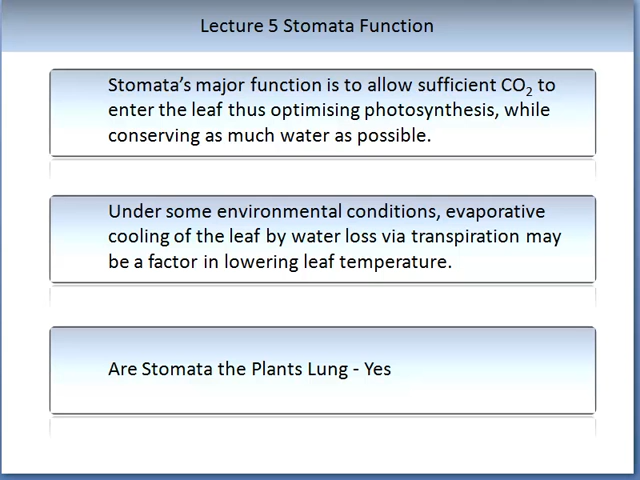 Lecture 5 Stomata Function
Stomata’s major function is to allow sufficient CO₂ to
enter the leaf thus optimising photosynthesis, while
conserving as much water as possible.
Under some environmental conditions, evaporative
cooling of the leaf by water loss via transpiration may
be a factor in lowering leaf temperature.
Are Stomata the Plants Lung - Yes